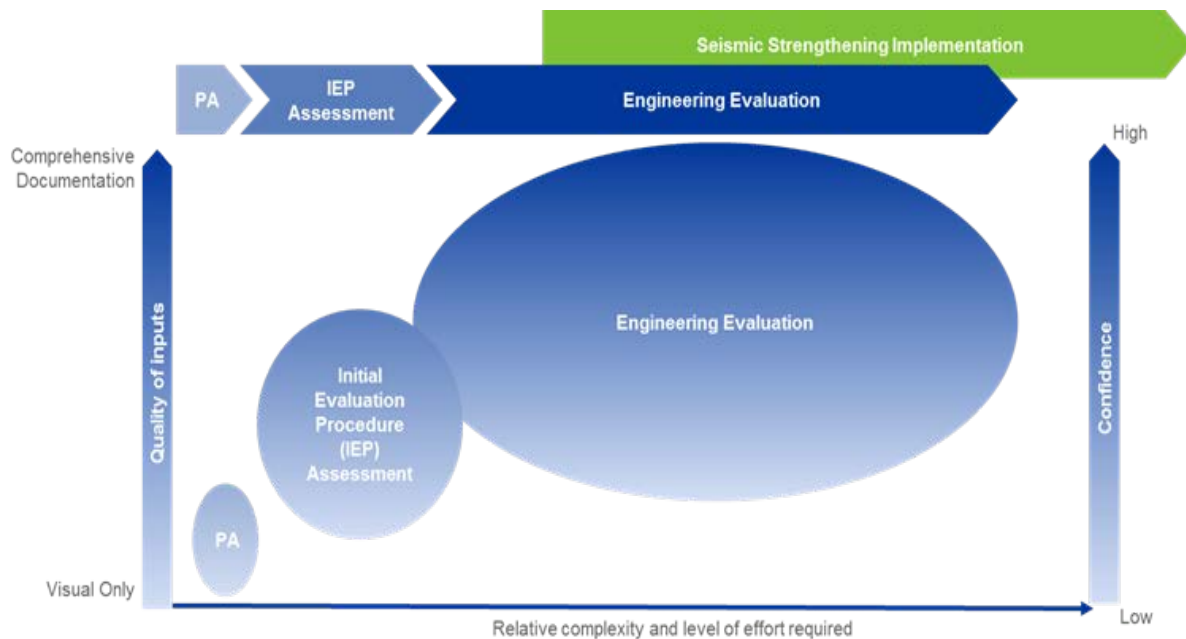 Seismic Strengthening Implementation
PA
IEP
Assessment
Engineering Evaluation
Comprehensive
Documentation
High
Quality of inputs
Confidence
Engineering Evaluation
Initial
Evaluation
Procedure
(IEP)
Assessment
PA
Visual Only
Low
Relative complexity and level of effort required